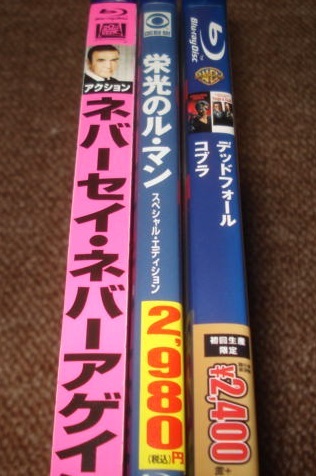 アクション
ネバーセイ・ネバーアゲイ
栄光のル・マン
スペシャル・エディション
2,980円
(税込)
Blu-ray Disc
デッドフォール
コブラ
初回生産
限定
¥2,400